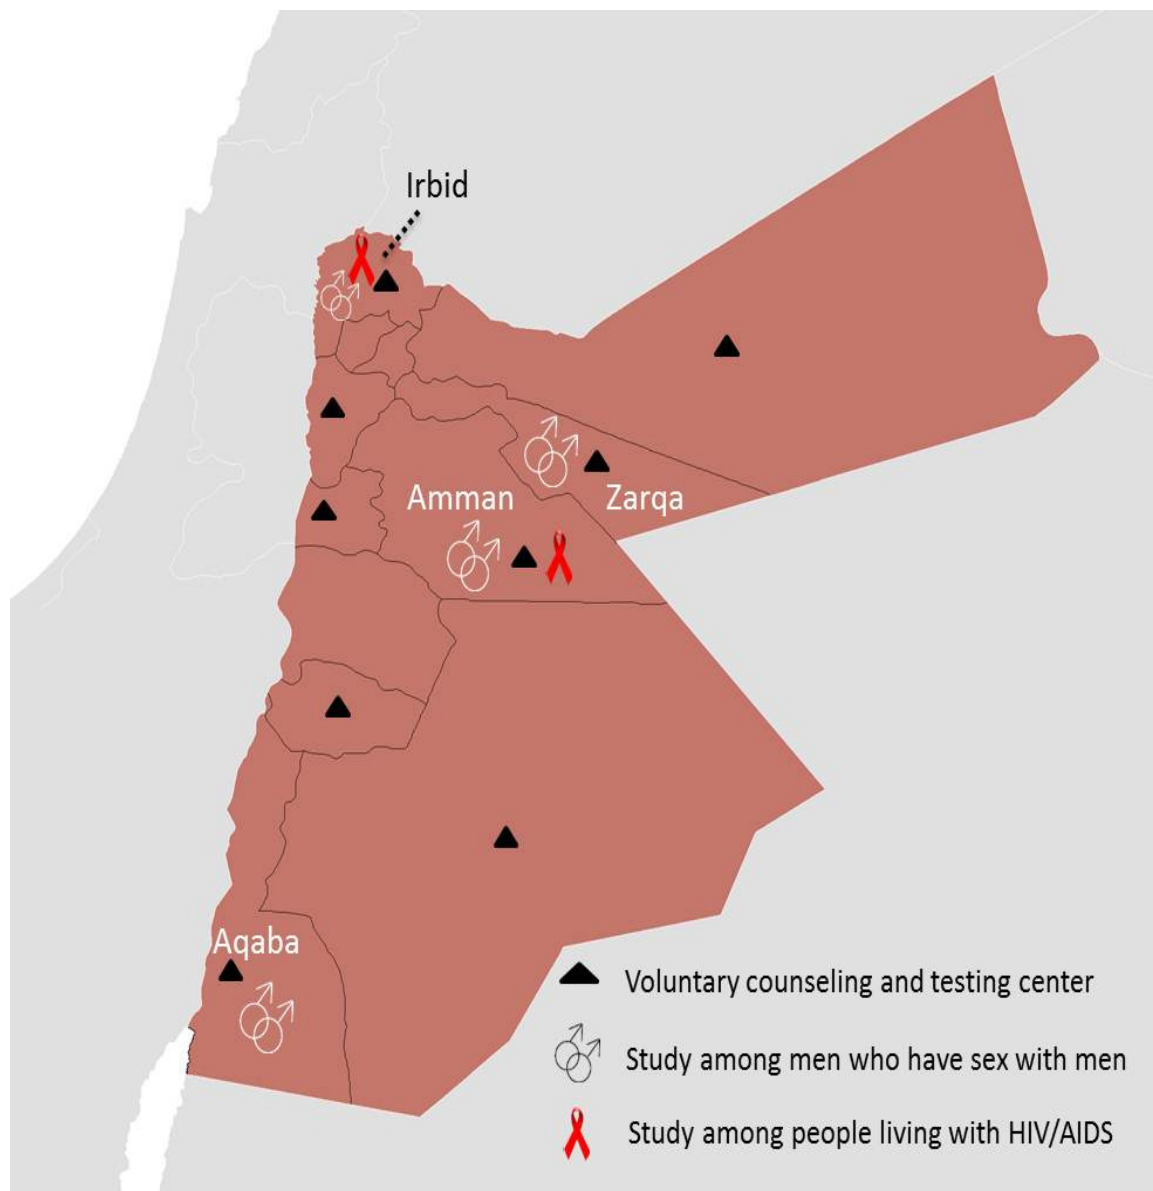 Irbid
Amman
Zarqa
Aqaba
Voluntary counseling and testing center
Study among men who have sex with men
Study among people living with HIV/AIDS